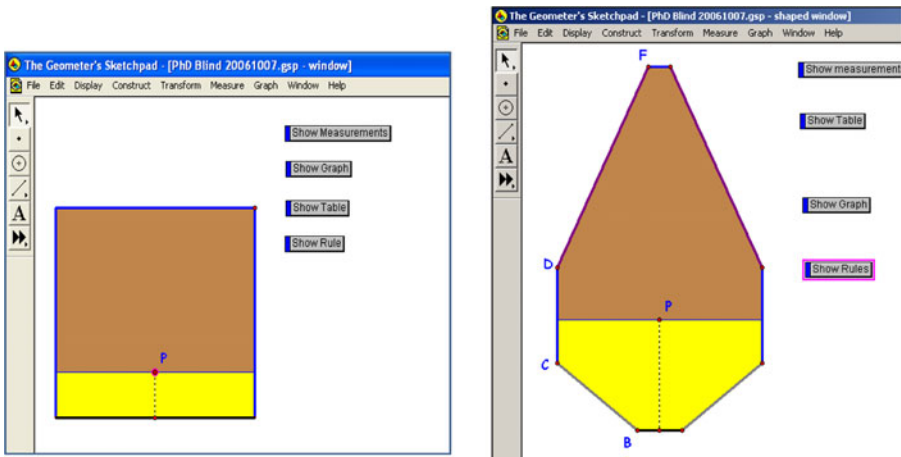 The Geometer's Sketchpad - [PhD Blind 20061007.gsp - window]
File Edit Display Construct Transform Measure Graph Window Help
A
Show Measurements
Show Graph
Show Table
Show Rule
P
The Geometer's Sketchpad - [PhD Blind 20061007.gsp - shaped window]
File Edit Display Construct Transform Measure Graph Window Help
A
F
Show measurement
Show Table
Show Graph
D
Show Rules
P
C
B